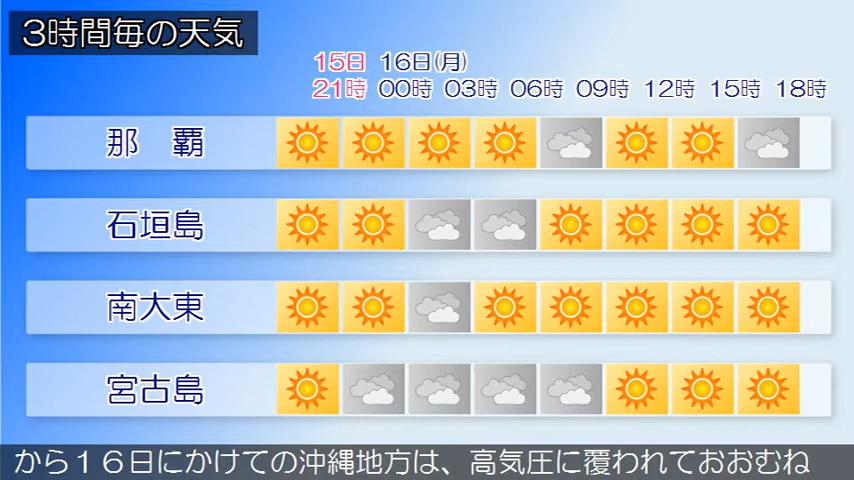 3時間毎の天気
15日 16日(月)
21時 00時 03時 06時 09時 12時 15時 18時
那　覇
石垣島
南大東
宮古島
から１６日にかけての沖縄地方は、高気圧に覆われておおむね